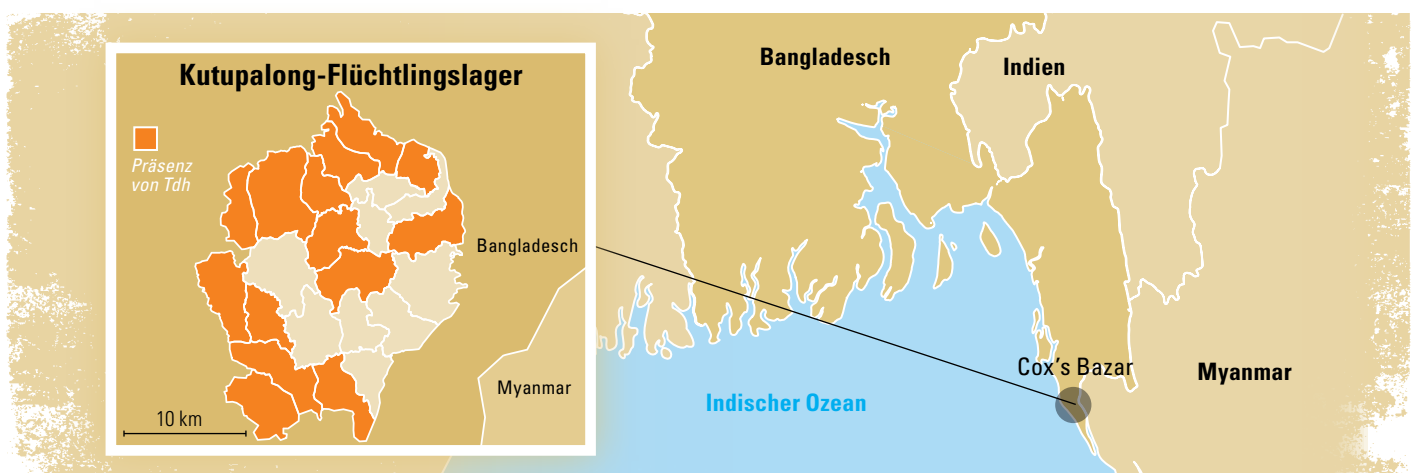 Kutupalong-Flüchtlingslager
Präsenz
von Tdh
Bangladesch
Myanmar
10 km
Bangladesch
Indien
Cox's Bazar
Myanmar
Indischer Ozean